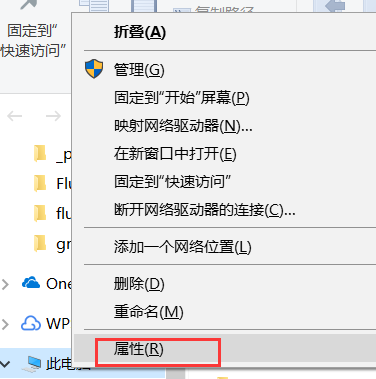 固定到"
快速访问"
复制路径
折叠(A)
管理(G)
固定到"开始"屏幕(P)
映射网络驱动器(N)...
在新窗口中打开(E)
固定到"快速访问"
断开网络驱动器的连接(C)...
添加一个网络位置(L)
删除(D)
重命名(M)
属性(R)
_p
Flu
flu
gr
One
WP
此电脑